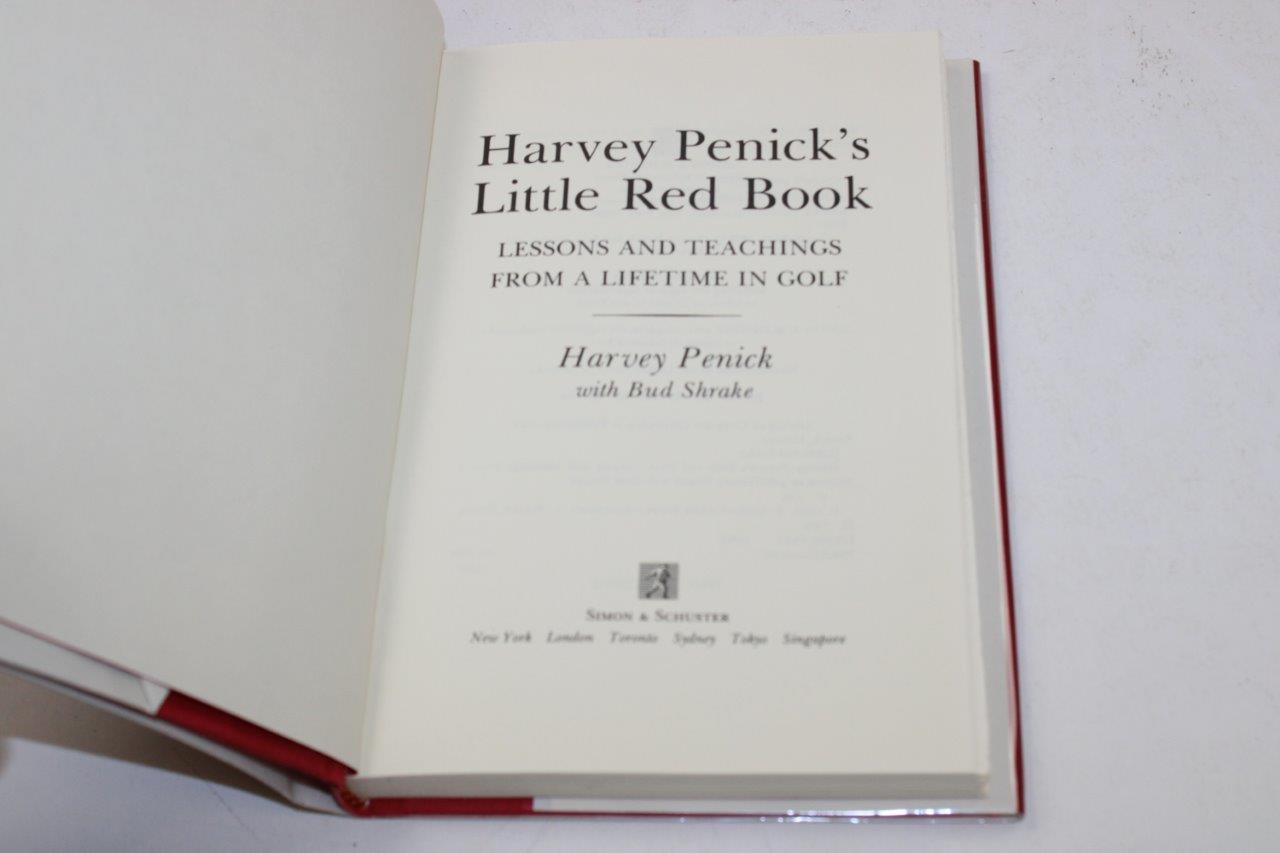 Harvey Penick's
Little Red Book
LESSONS AND TEACHINGS
FROM A LIFETIME IN GOLF
Harvey Penick
with Bud Shrake
SIMON & SCHUSTER
New York London Toronto Sydney Tokyo Singapore